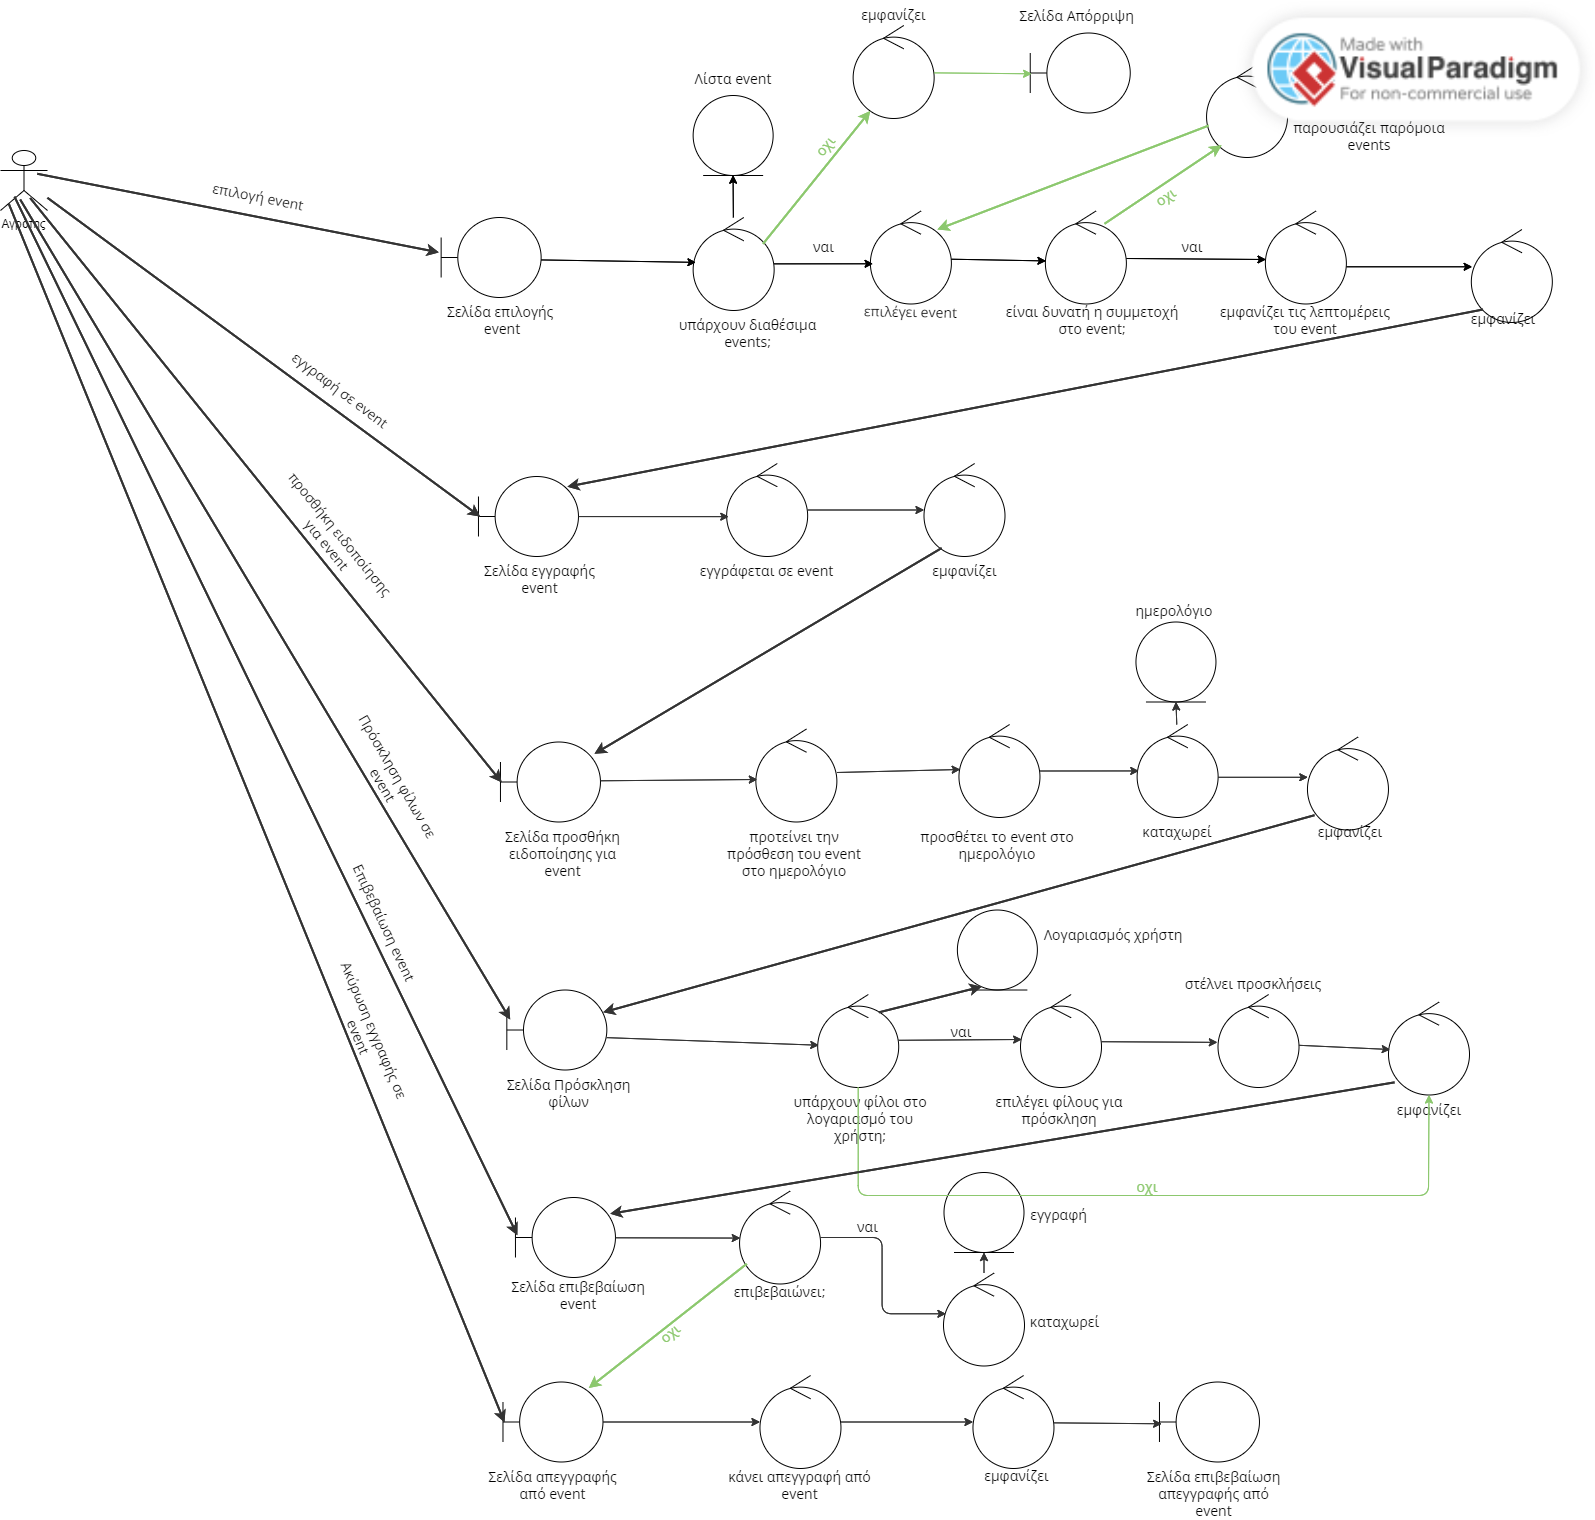 εμφανίζει
Σελίδα Απόρριψη
Made with
Visual Paradigm
For non-commercial use
Λίστα event
οχι
παρουσιάζει παρόμοια
events
Αγρότης
επιλογή event
οχι
ναι
ναι
Σελίδα επιλογής
event
υπάρχουν διαθέσιμα
events;
επιλέγει event
είναι δυνατή η συμμετοχή
στο event;
εμφανίζει τις λεπτομέρεις
του event
εμφανίζει
εγγραφή σε event
Σελίδα εγγραφής
event
εγγράφεται σε event
εμφανίζει
προσθήκη ειδοποίησης
για event
ημερολόγιο
Σελίδα προσθήκη
ειδοποίησης για
event
προτείνει την
πρόσθεση του event
στο ημερολόγιο
προσθέτει το event στο
ημερολόγιο
καταχωρεί
εμφανίζει
Πρόσκληση φίλων σε
event
Λογαριασμός χρήστη
στέλνει προσκλήσεις
ναι
Σελίδα Πρόσκληση
φίλων
υπάρχουν φίλοι στο
λογαριασμό του
χρήστη;
επιλέγει φίλους για
πρόσκληση
εμφανίζει
οχι
Επιβεβαίωση event
εγγραφή
ναι
Σελίδα επιβεβαίωση
event
επιβεβαιώνει;
καταχωρεί
οχι
Ακύρωση εγγραφής σε
event
Σελίδα απεγγραφής
από event
κάνει απεγγραφή από
event
εμφανίζει
Σελίδα επιβεβαίωση
απεγγραφής από
event